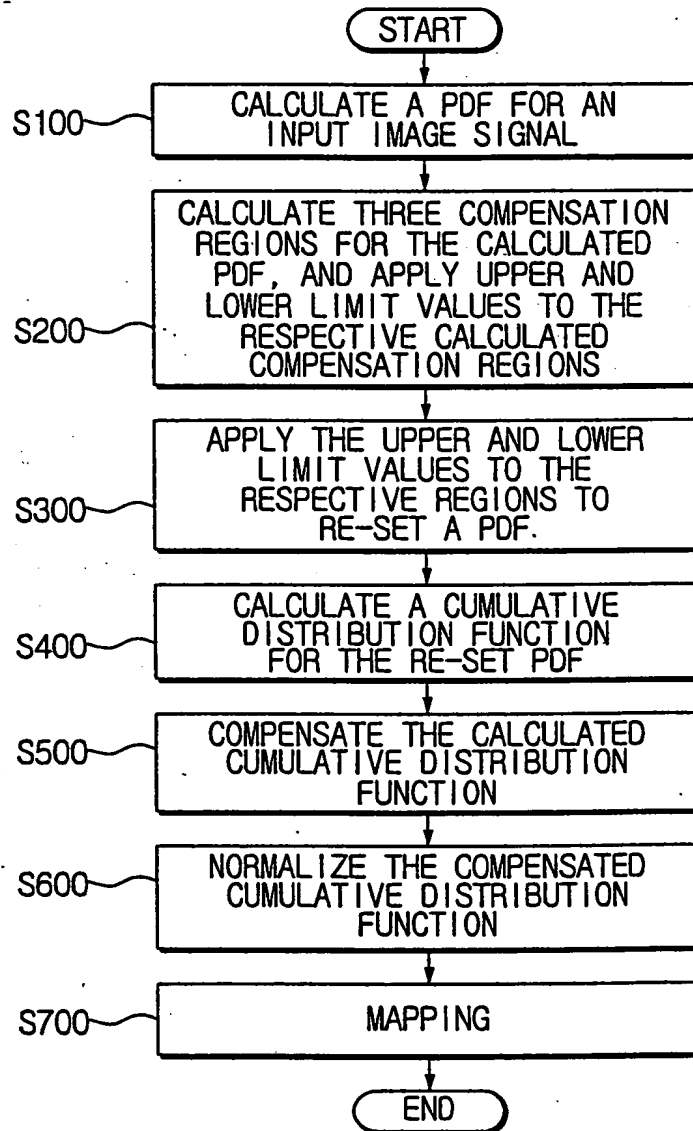 START
S100
CALCULATE A PDF FOR AN
INPUT IMAGE SIGNAL
S200
CALCULATE THREE COMPENSATION
REGIONS FOR THE CALCULATED
PDF, AND APPLY UPPER AND
LOWER LIMIT VALUES TO THE
RESPECTIVE CALCULATED
COMPENSATION REGIONS
S300
APPLY THE UPPER AND LOWER
LIMIT VALUES TO THE
RESPECTIVE REGIONS TO
RE-SET A PDF.
S400
CALCULATE A CUMULATIVE
DISTRIBUTION FUNCTION
FOR THE RE-SET PDF
S500
COMPENSATE THE CALCULATED
CUMULATIVE DISTRIBUTION
FUNCTION
S600
NORMALIZE THE COMPENSATED
CUMULATIVE DISTRIBUTION
FUNCTION
S700
MAPPING
END